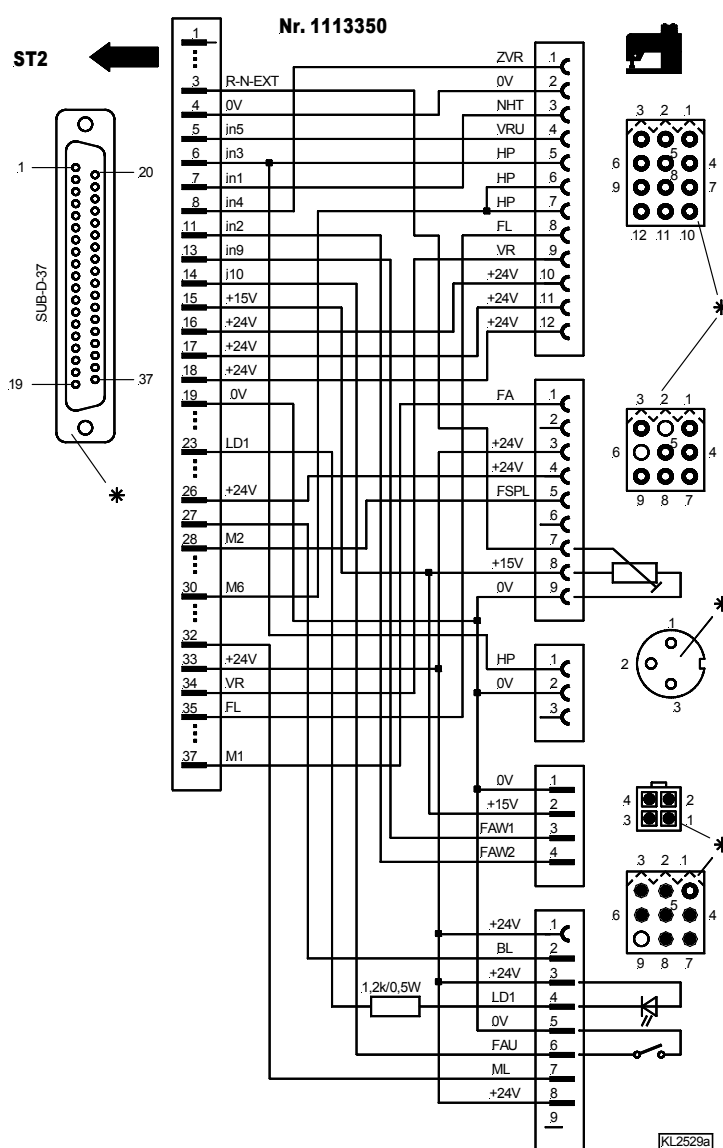 Nr. 1113350
ST2
1
3 R-N-EXT
4 0V
5 in5
6 in3
7 in1
8 in4
11 in2
13 in9
14 j10
15 +15V
16 +24V
17 +24V
18 +24V
19 0V
23 LD1
26 +24V
27
28 M2
30 M6
32
33 +24V
34 VR
35 FL
37 M1
SUB-D-37
1 20
19 37
ZVR 1
0V 2
NHT 3
VRU 4
HP 5
HP 6
HP 7
FL 8
VR 9
+24V 10
+24V 11
+24V 12
FA 1
2
+24V 3
+24V 4
FSPL 5
6
7
+15V 8
0V 9
HP 1
0V 2
3
0V 1
+15V 2
FAW1 3
FAW2 4
+24V 1
BL 2
+24V 3
1,2k/0,5W LD1 4
0V 5
FAU 6
ML 7
+24V 8
9
3 2 1
6 5 4
9 8 7
12 11 10
3 2 1
6 5 4
9 8 7
1
2
3
4 2
3 1
3 2 1
6 5 4
9 8 7
KL2529a